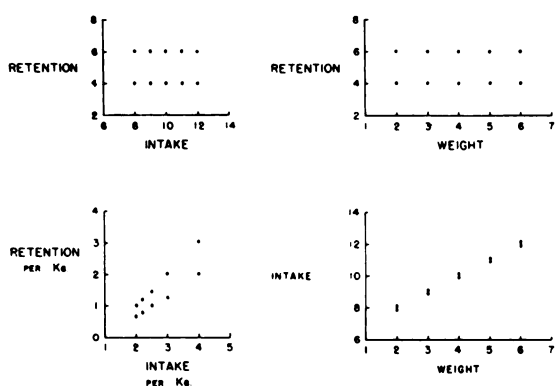 8
6
RETENTION
4
2
6 8 10 12 14
INTAKE
8
6
RETENTION
4
2
1 2 3 4 5 6 7
WEIGHT
4
3
RETENTION
PER KG
2
1
0
1 2 3 4 5
INTAKE
PER KG.
14
12
INTAKE
10
8
6
1 2 3 4 5 6 7
WEIGHT